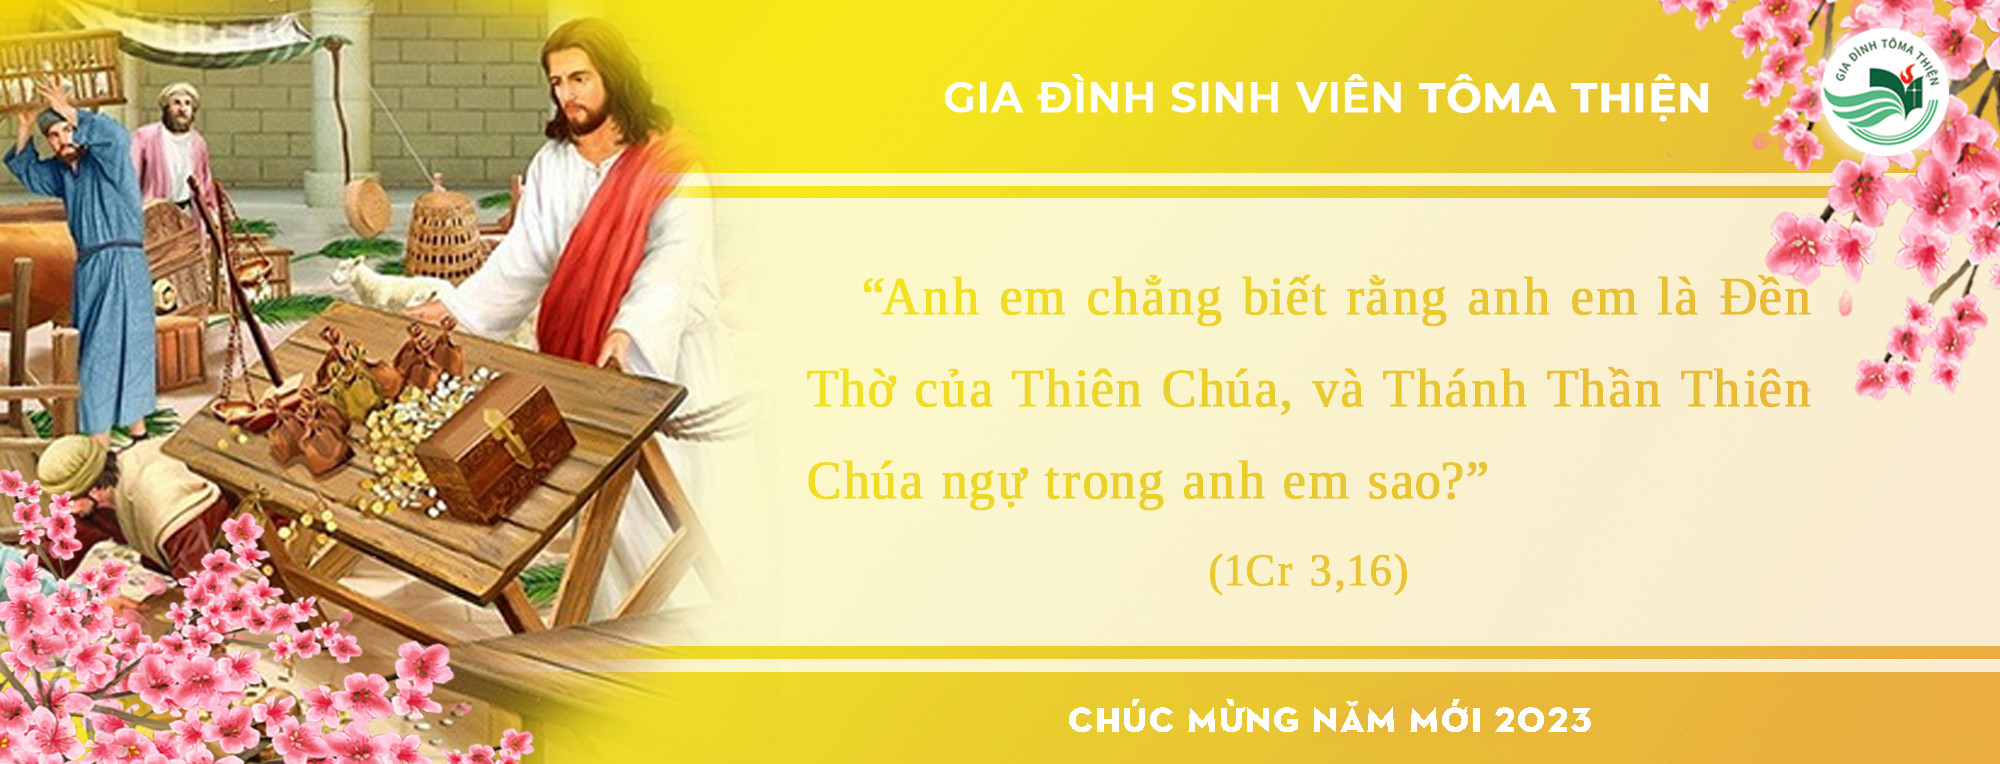 GIA ĐÌNH SINH VIÊN TÔMA THIỆN
GIA ĐÌNH TÔMA THIỆN
“Anh em chẳng biết rằng anh em là Đền
Thờ của Thiên Chúa, và Thánh Thần Thiên
Chúa ngự trong anh em sao?”
(1Cr 3,16)
CHÚC MỪNG NĂM MỚI 2023